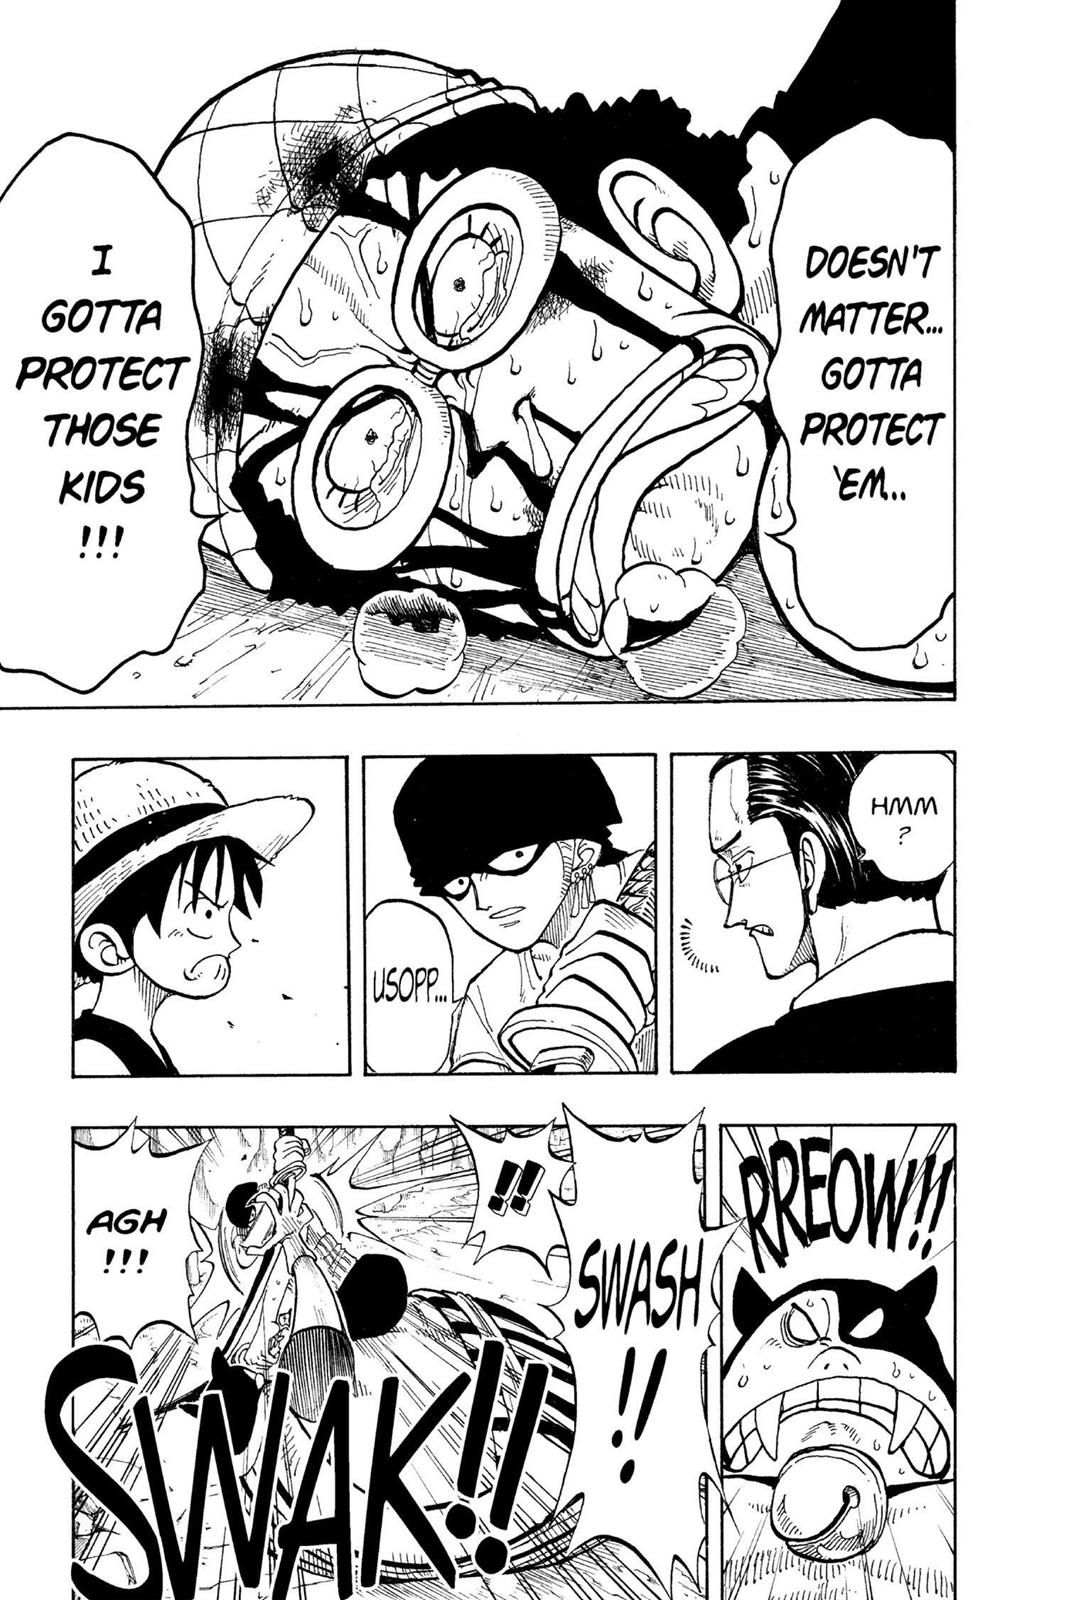 DOESN'T
MATTER...
GOTTA
PROTECT
'EM..
I
GOTTA
PROTECT
THOSE
KIDS
!!!
HMM
?
USOPP...
RREOW!!
SWASH
!!
!!
AGH
!!!
SWAK!!